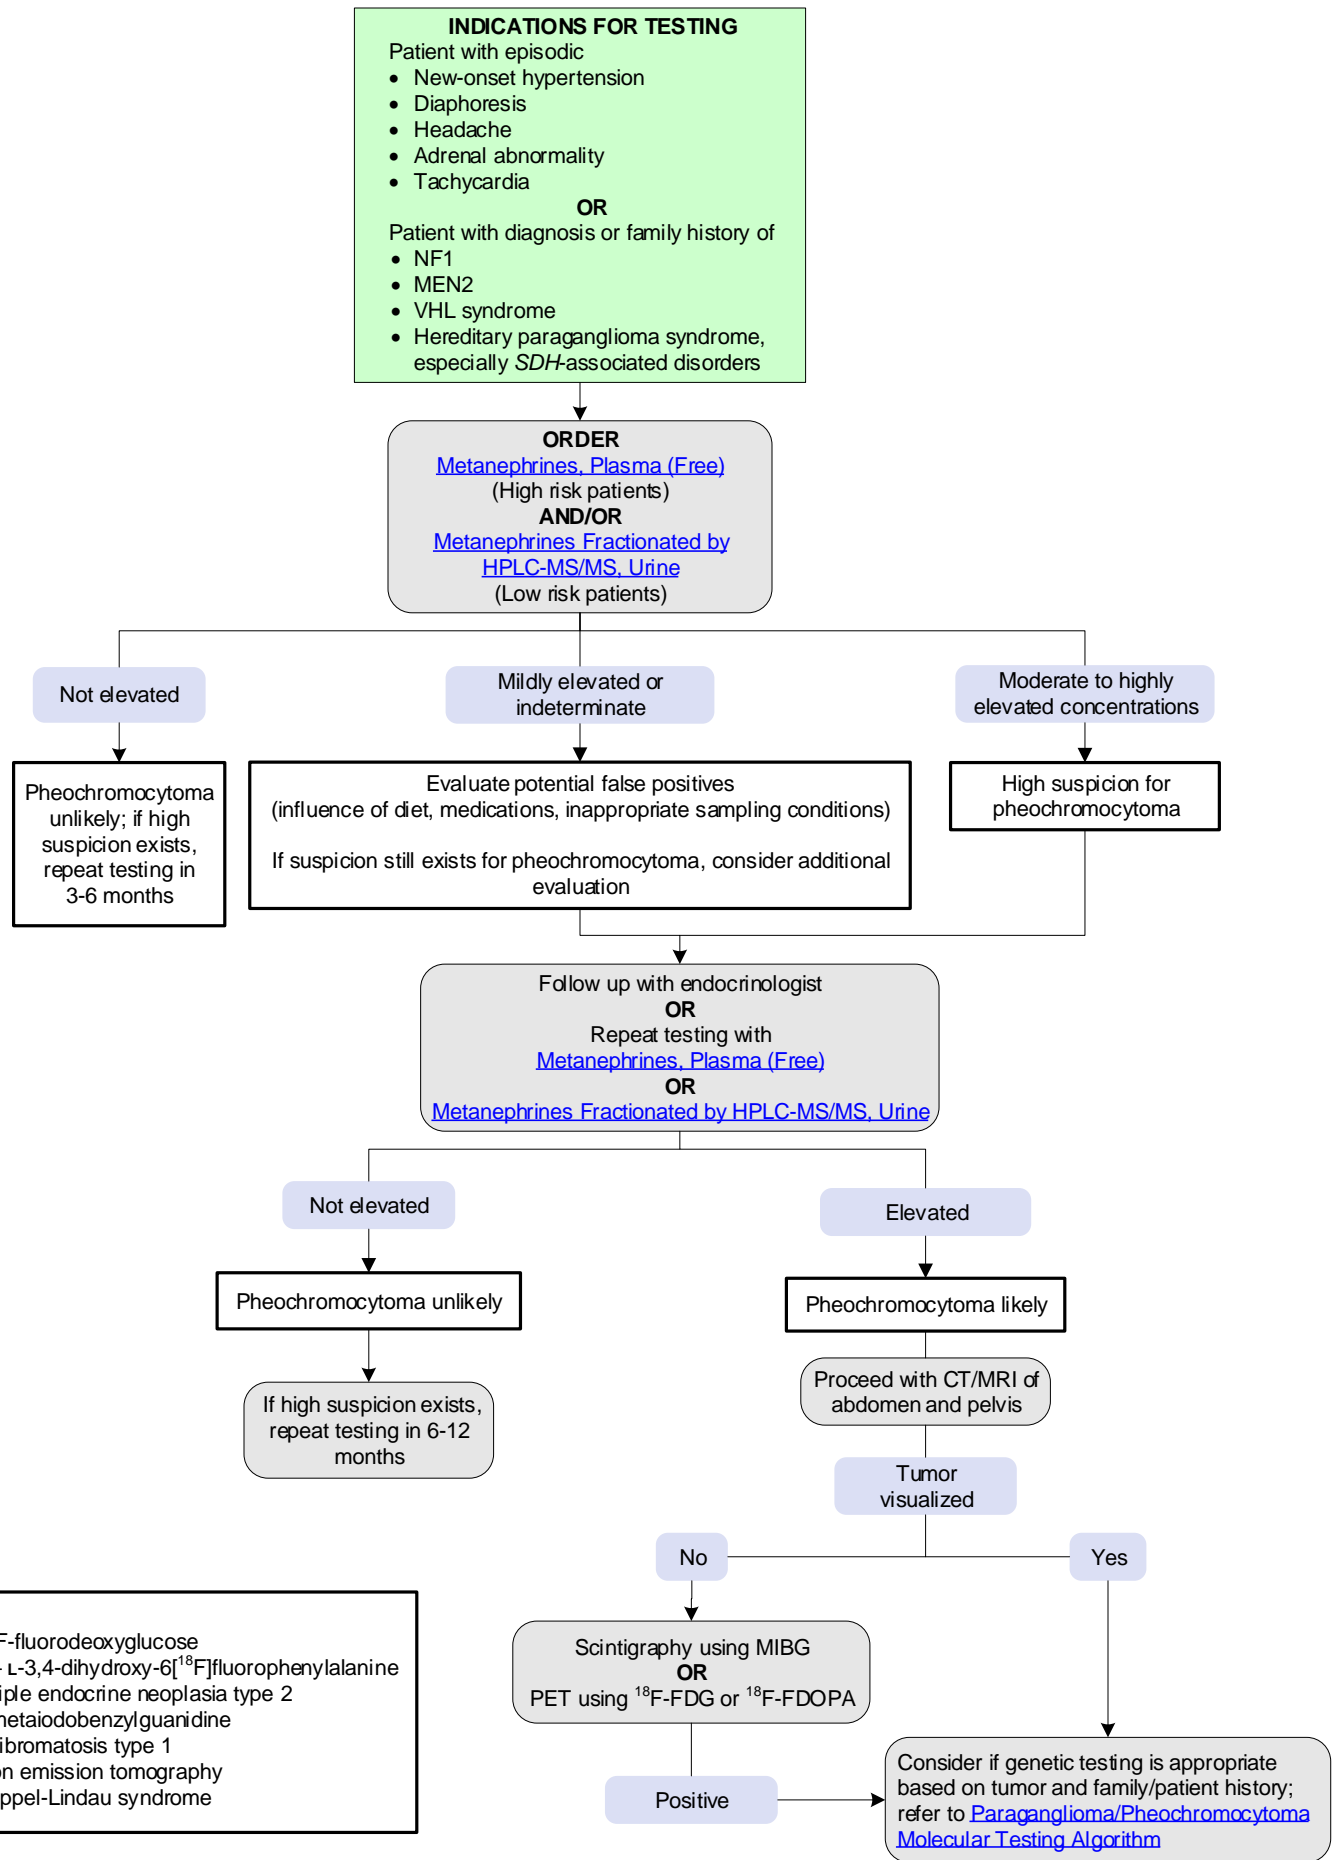 INDICATIONS FOR TESTING
Patient with episodic
• New-onset hypertension
• Diaphoresis
• Headache
• Adrenal abnormality
• Tachycardia
OR
Patient with diagnosis or family history of
• NF1
• MEN2
• VHL syndrome
• Hereditary paraganglioma syndrome,
especially SDH-associated disorders
ORDER
Metanephrines, Plasma (Free)
(High risk patients)
AND/OR
Metanephrines Fractionated by
HPLC-MS/MS, Urine
(Low risk patients)
Not elevated
Mildly elevated or
indeterminate
Moderate to highly
elevated concentrations
Pheochromocytoma
unlikely; if high
suspicion exists,
repeat testing in
3-6 months
Evaluate potential false positives
(influence of diet, medications, inappropriate sampling conditions)
If suspicion still exists for pheochromocytoma, consider additional
evaluation
High suspicion for
pheochromocytoma
Follow up with endocrinologist
OR
Repeat testing with
Metanephrines, Plasma (Free)
OR
Metanephrines Fractionated by HPLC-MS/MS, Urine
Not elevated
Elevated
Pheochromocytoma unlikely
Pheochromocytoma likely
If high suspicion exists,
repeat testing in 6-12
months
Proceed with CT/MRI of
abdomen and pelvis
Tumor
visualized
No
Yes
Scintigraphy using MIBG
OR
PET using ¹⁸F-FDG or ¹⁸F-FDOPA
Positive
Consider if genetic testing is appropriate
based on tumor and family/patient history;
refer to Paraganglioma/Pheochromocytoma
Molecular Testing Algorithm
F-fluorodeoxyglucose
- ʟ-3,4-dihydroxy-6[¹⁸F]fluorophenylalanine
iple endocrine neoplasia type 2
metaiodobenzylguanidine
ibromatosis type 1
on emission tomography
ippel-Lindau syndrome